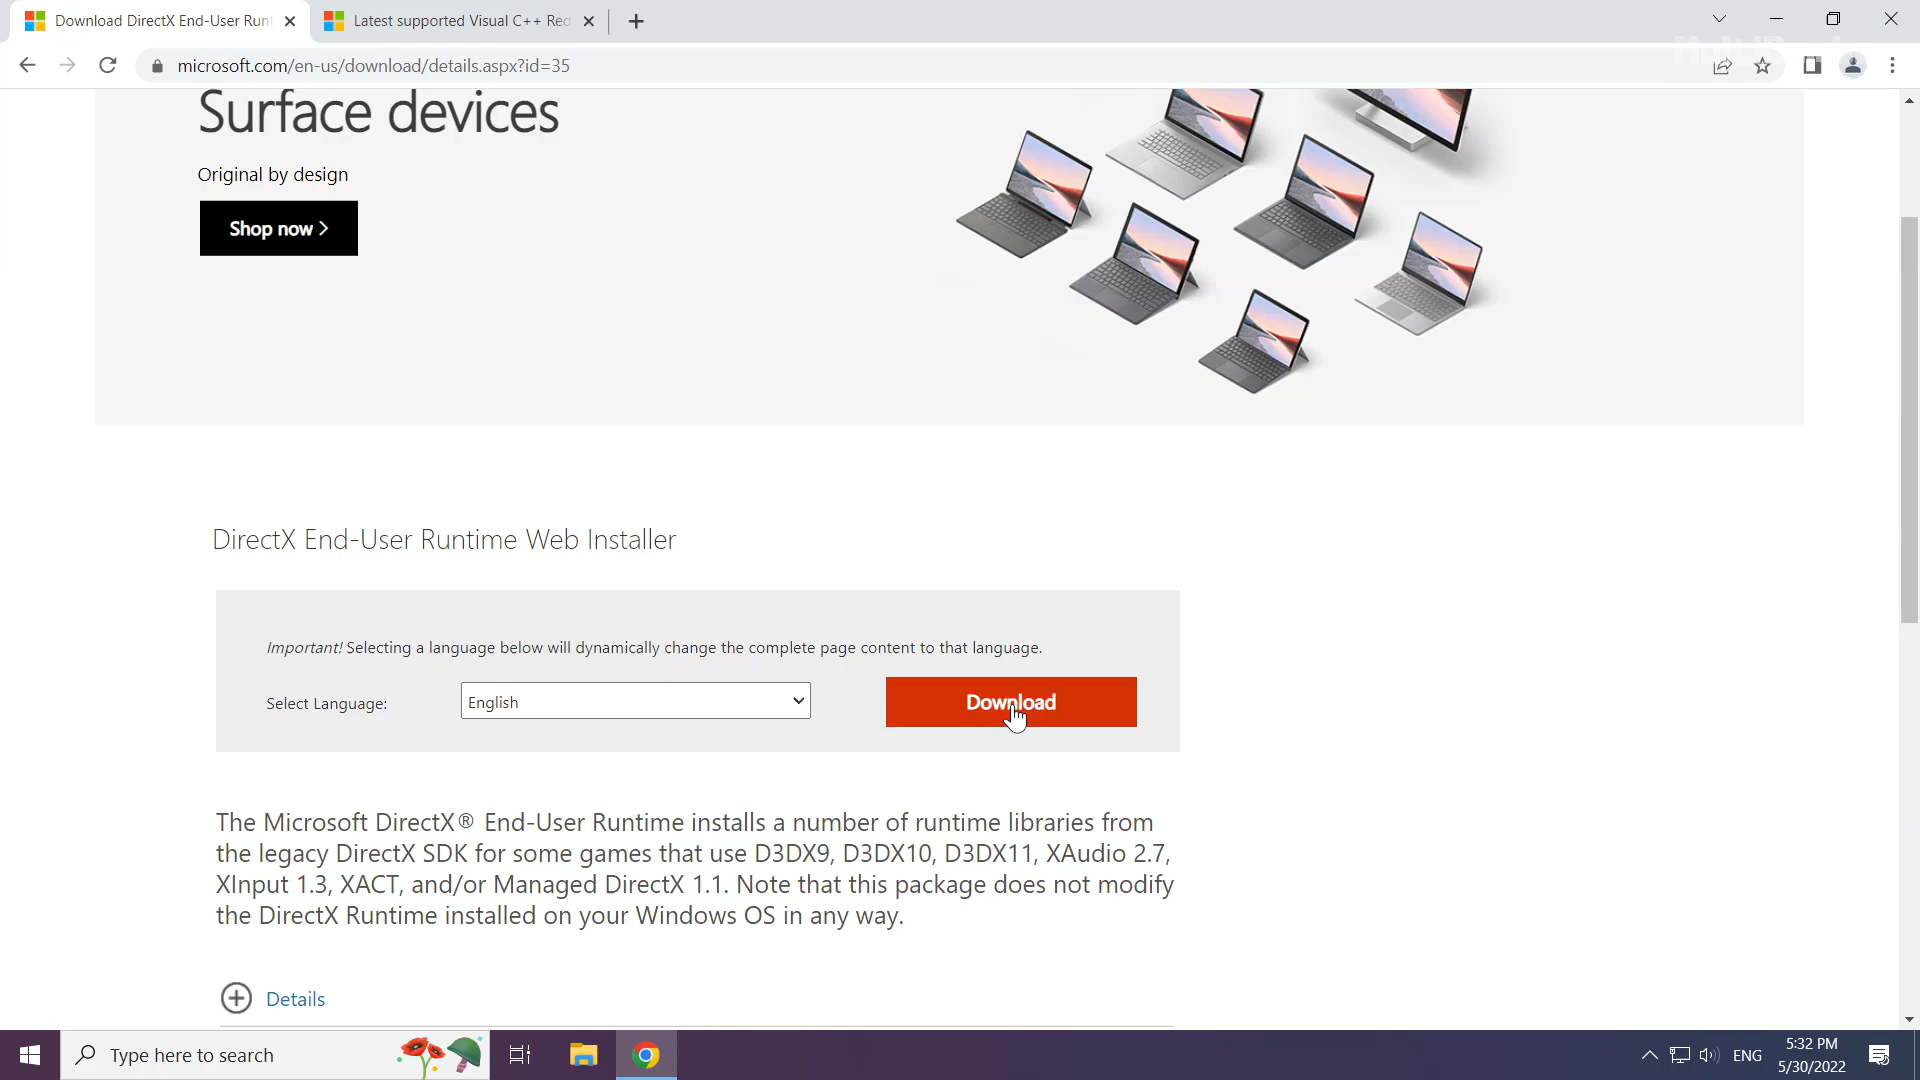 Download DirectX End-User Runt
Latest supported Visual C++ Red
microsoft.com/en-us/download/details.aspx?id=35
Surface devices
Original by design
Shop now >
DirectX End-User Runtime Web Installer
Important! Selecting a language below will dynamically change the complete page content to that language.
Select Language:
English
Download
The Microsoft DirectX® End-User Runtime installs a number of runtime libraries from
the legacy DirectX SDK for some games that use D3DX9, D3DX10, D3DX11, XAudio 2.7,
XInput 1.3, XACT, and/or Managed DirectX 1.1. Note that this package does not modify
the DirectX Runtime installed on your Windows OS in any way.
Details
Type here to search
ENG
5:32 PM
5/30/2022